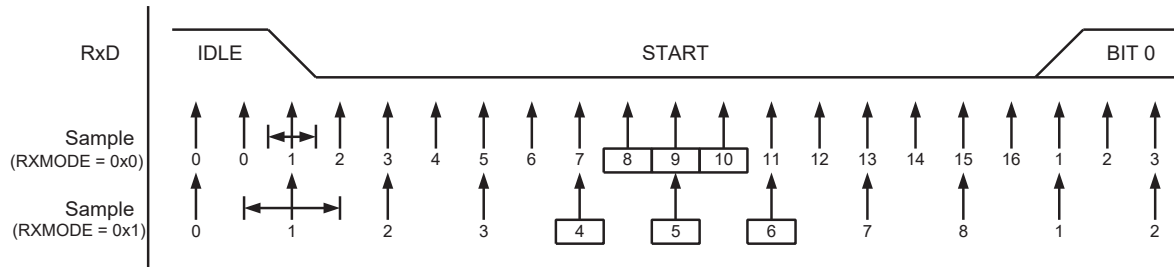 RxD IDLE START BIT 0
Sample
(RXMODE = 0x0)
0 0 1 2 3 4 5 6 7 8 9 10 11 12 13 14 15 16 1 2 3
Sample
(RXMODE = 0x1)
0 1 2 3 4 5 6 7 8 1 2